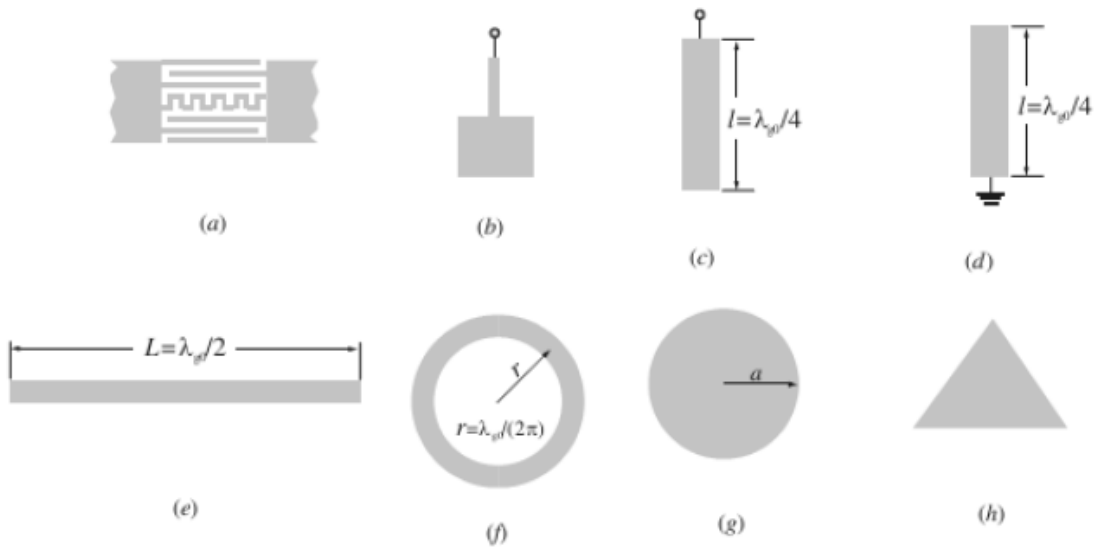 l=λg0/4
l=λg0/4
(a)
(b)
(c)
(d)
L=λg0/2
r
r=λg0/(2π)
a
(e)
(f)
(g)
(h)